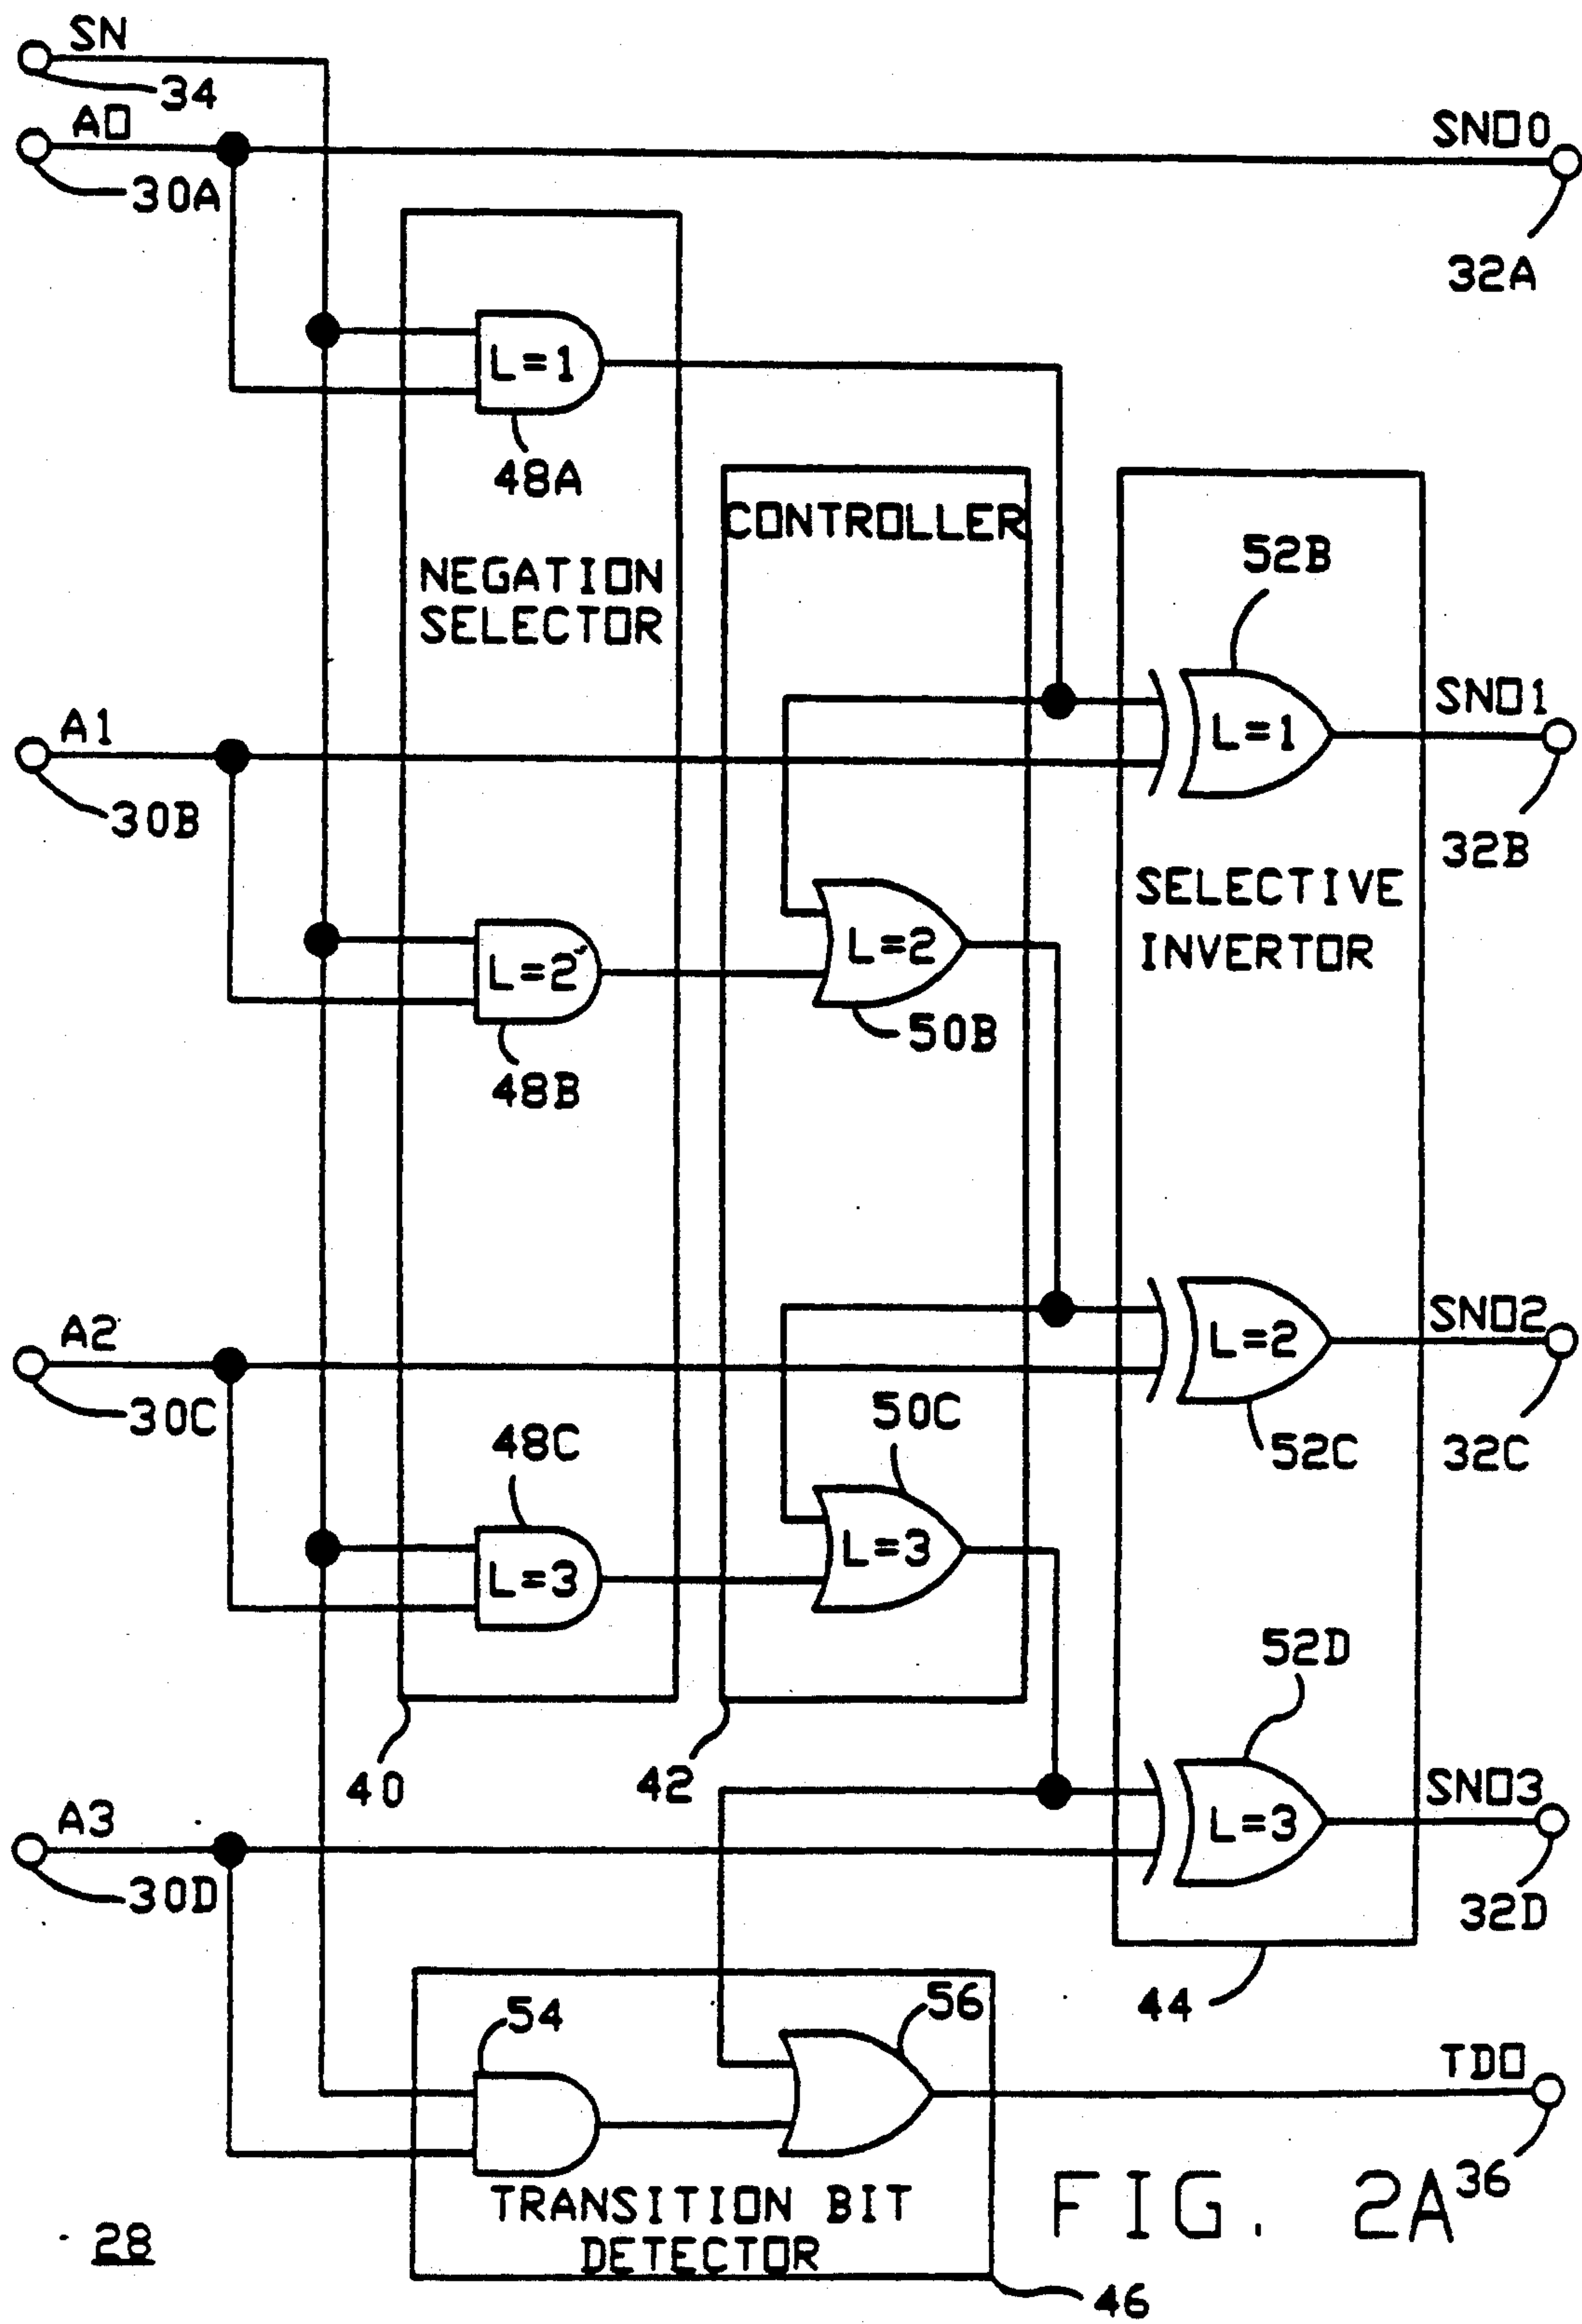 SN
34
A0
SNO0
30A
32A
L=1
48A
CONTROLLER
52B
NEGATION
SELECTOR
SNO1
A1
L=1
30B
32B
SELECTIVE
INVERTOR
L=2
L=2
50B
48B
A2
SNO2
L=2
30C
50C
48C
52C
32C
L=3
L=3
52D
40
42
SNO3
A3
L=3
30D
32D
54
56
44
TDO
36
TRANSITION BIT
DETECTOR
FIG. 2A
28
46